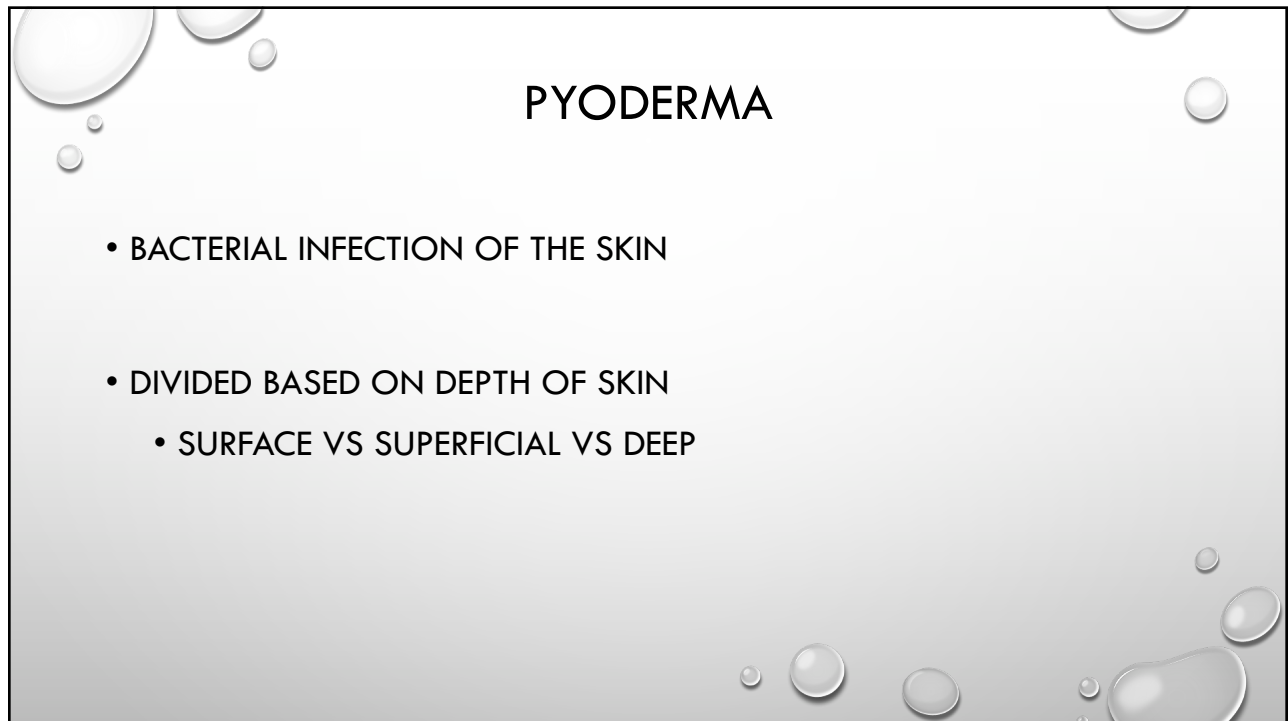 PYODERMA
• BACTERIAL INFECTION OF THE SKIN
• DIVIDED BASED ON DEPTH OF SKIN
• SURFACE VS SUPERFICIAL VS DEEP